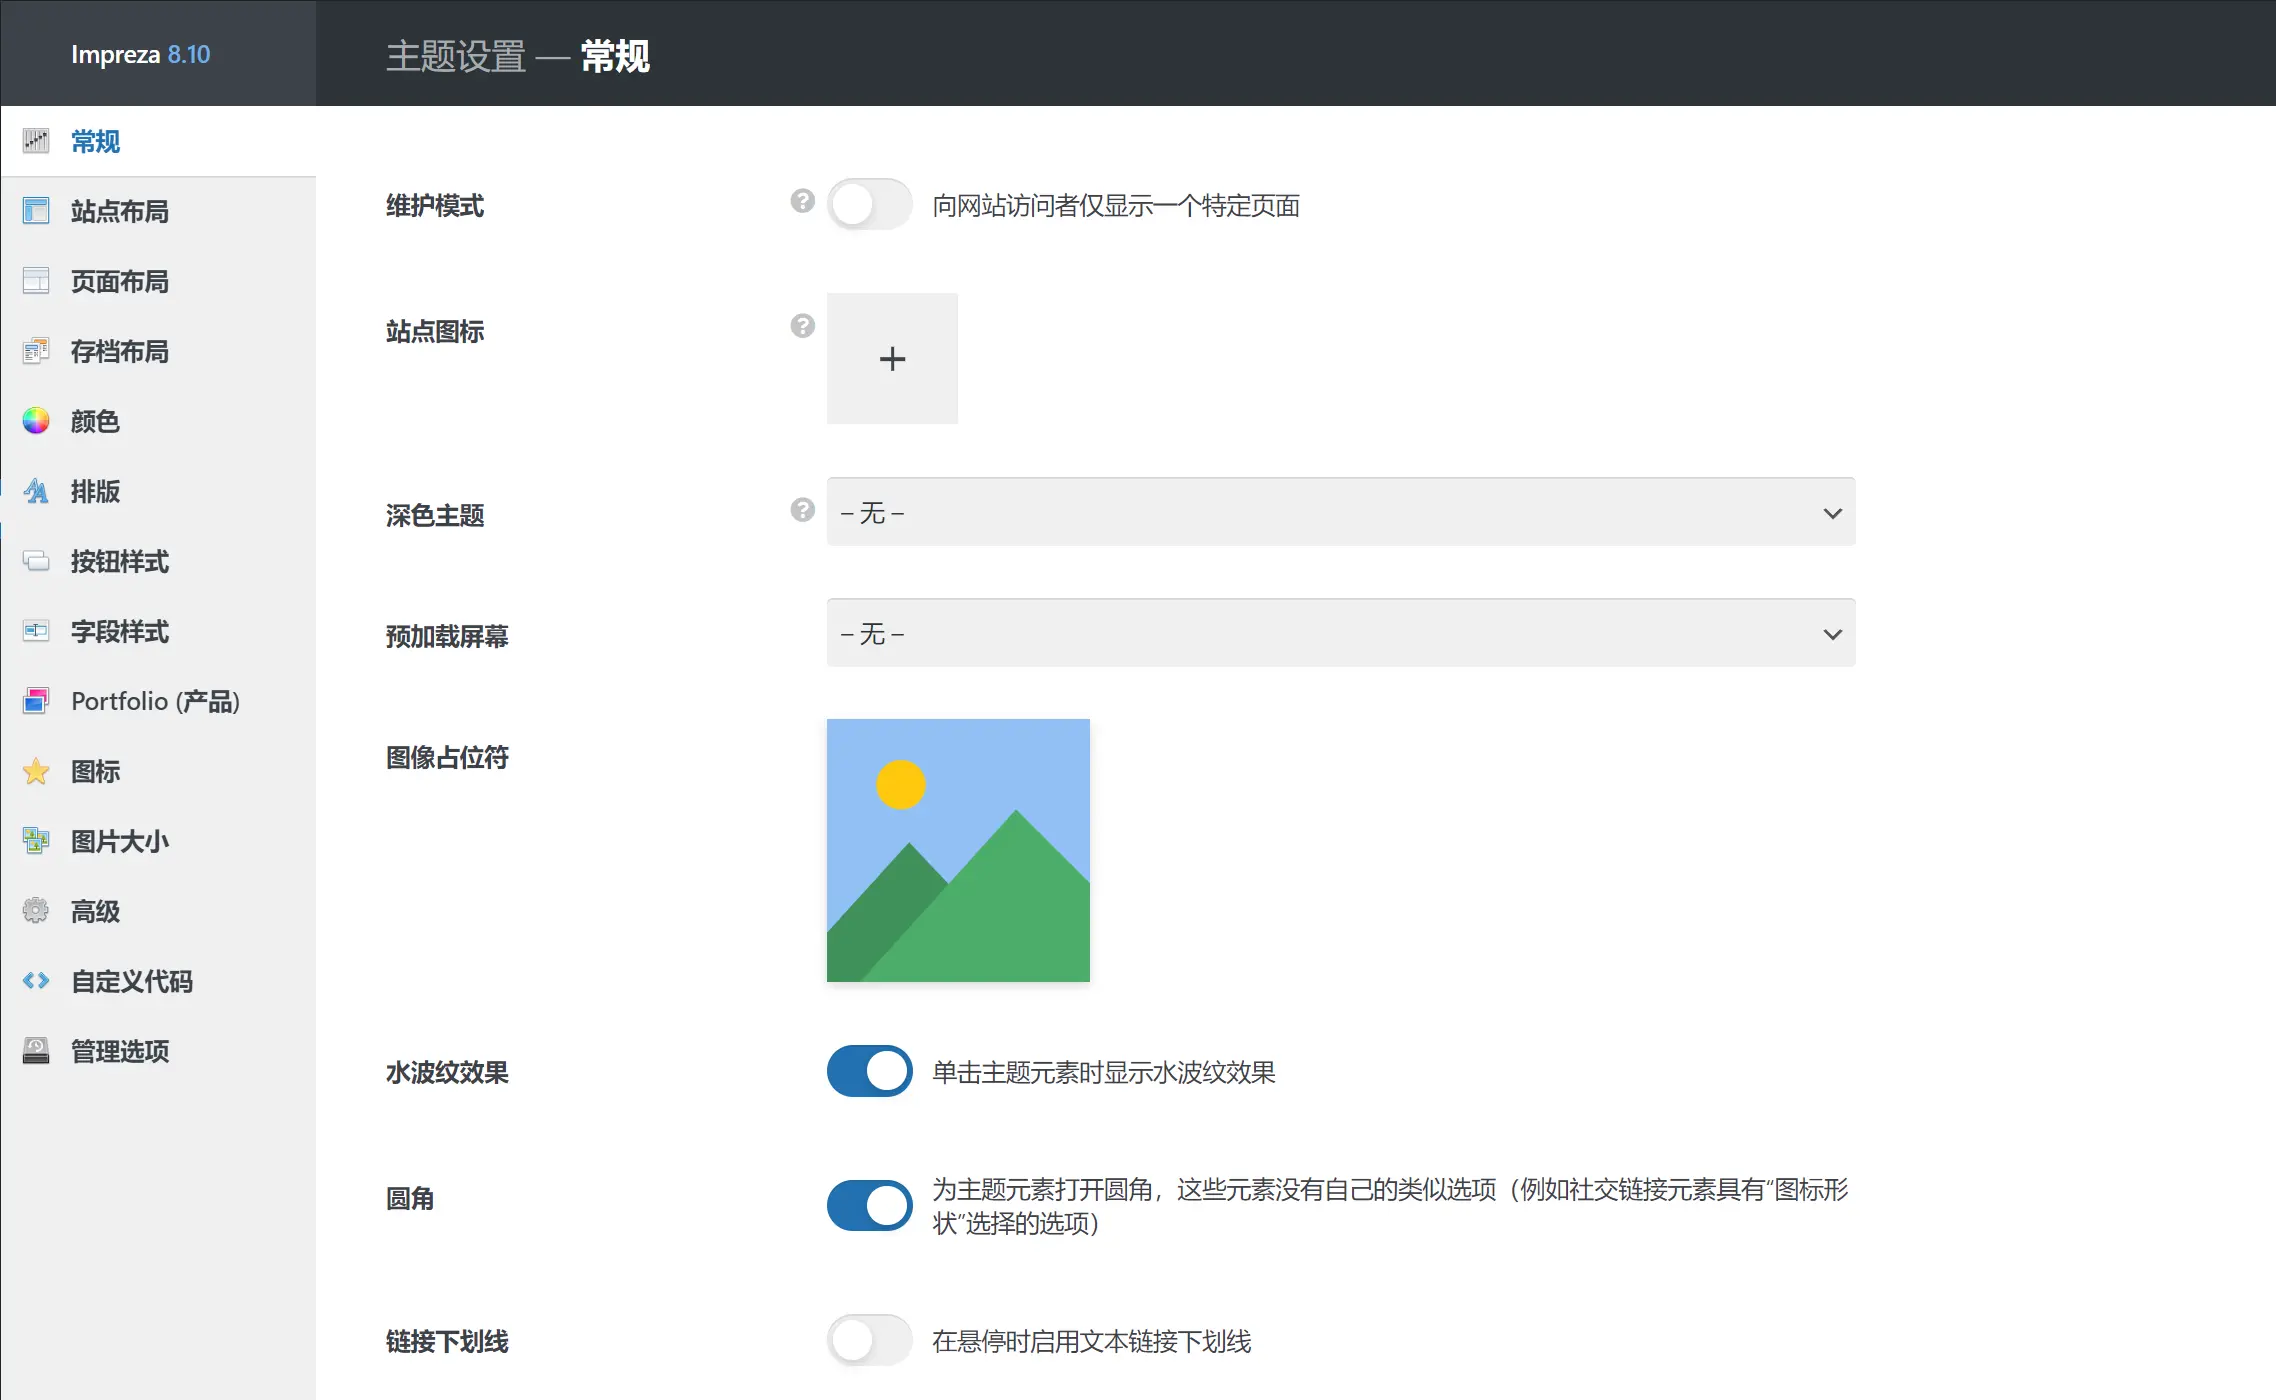 Impreza 8.10
主题设置 — 常规
常规
站点布局
页面布局
存档布局
颜色
排版
按钮样式
字段样式
Portfolio (产品)
图标
图片大小
高级
自定义代码
管理选项
维护模式
? 向网站访问者仅显示一个特定页面
站点图标
? +
深色主题
? – 无 –
预加载屏幕
– 无 –
图像占位符
水波纹效果
单击主题元素时显示水波纹效果
圆角
为主题元素打开圆角，这些元素没有自己的类似选项（例如社交链接元素具有“图标形
状”选择的选项）
链接下划线
在悬停时启用文本链接下划线